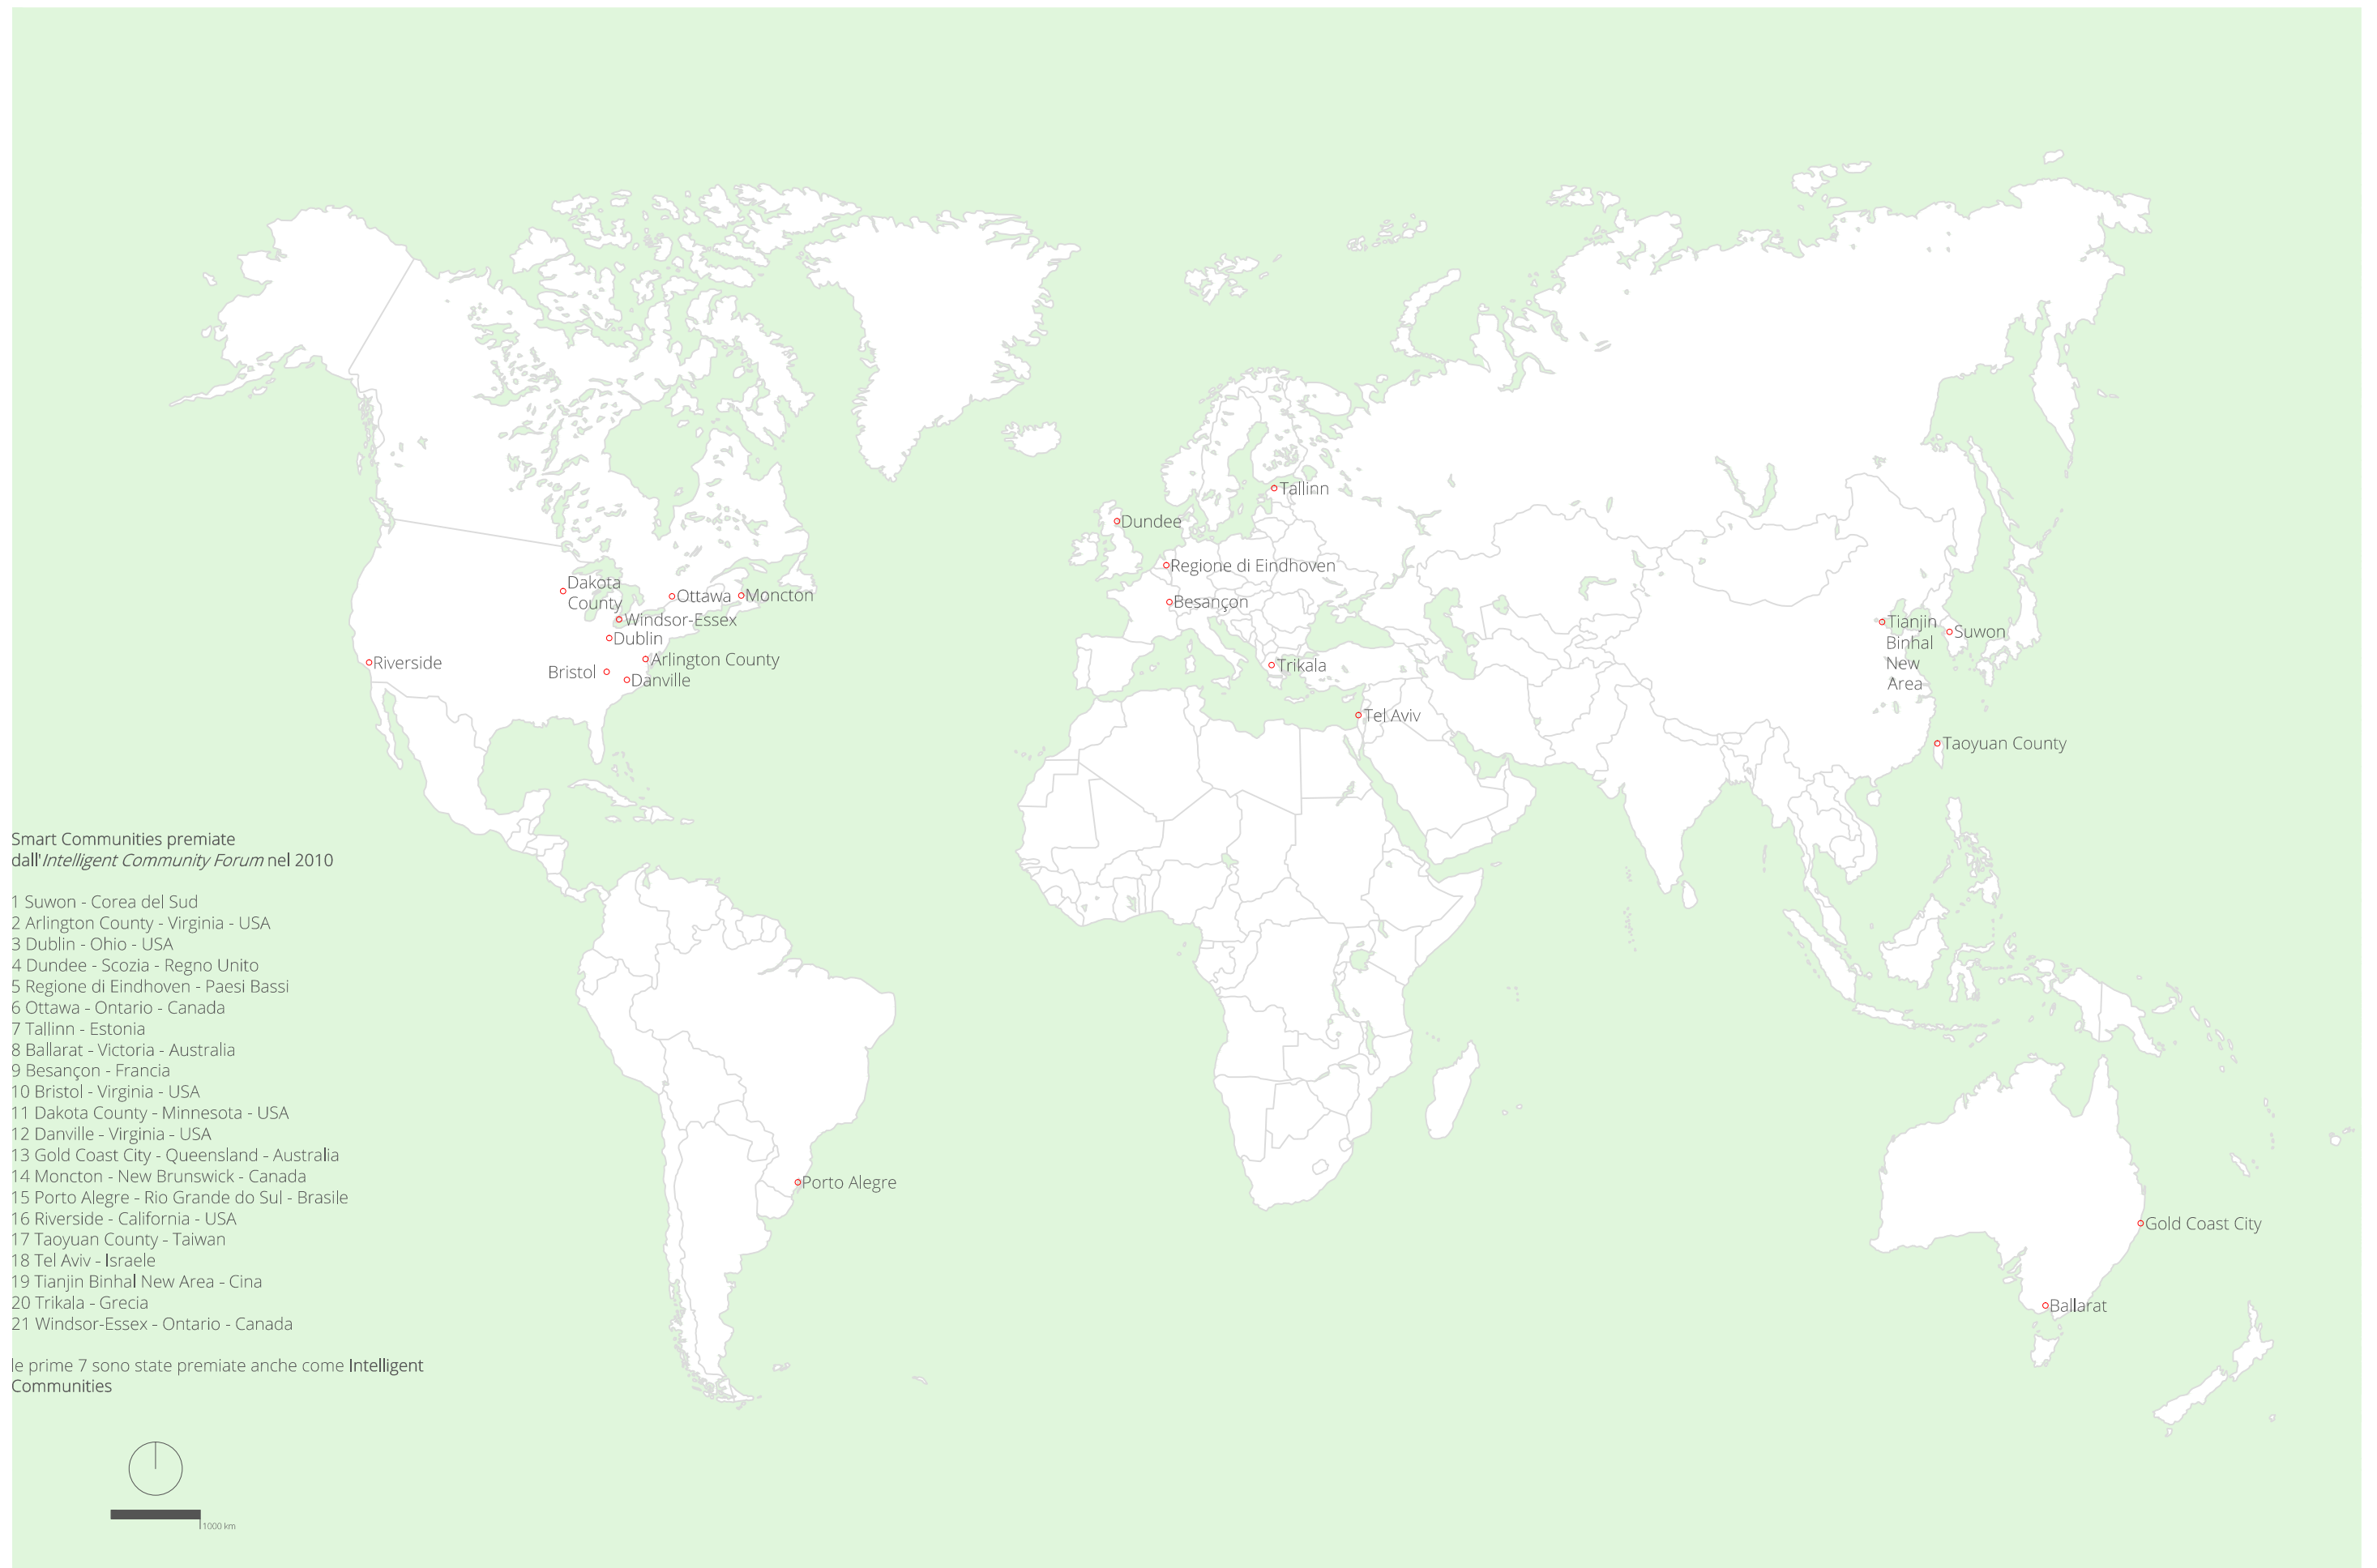 Tallinn
Dundee
Regione di Eindhoven
Dakota
County
Ottawa
Moncton
Besançon
Windsor-Essex
Tianjin
Binhal
New
Area
Suwon
Dublin
Riverside
Arlington County
Bristol
Danville
Trikala
Tel Aviv
Taoyuan County
Porto Alegre
Gold Coast City
Ballarat
Smart Communities premiate
dall'Intelligent Community Forum nel 2010
1 Suwon - Corea del Sud
2 Arlington County - Virginia - USA
3 Dublin - Ohio - USA
4 Dundee - Scozia - Regno Unito
5 Regione di Eindhoven - Paesi Bassi
6 Ottawa - Ontario - Canada
7 Tallinn - Estonia
8 Ballarat - Victoria - Australia
9 Besançon - Francia
10 Bristol - Virginia - USA
11 Dakota County - Minnesota - USA
12 Danville - Virginia - USA
13 Gold Coast City - Queensland - Australia
14 Moncton - New Brunswick - Canada
15 Porto Alegre - Rio Grande do Sul - Brasile
16 Riverside - California - USA
17 Taoyuan County - Taiwan
18 Tel Aviv - Israele
19 Tianjin Binhal New Area - Cina
20 Trikala - Grecia
21 Windsor-Essex - Ontario - Canada
le prime 7 sono state premiate anche come Intelligent
Communities
1000 km